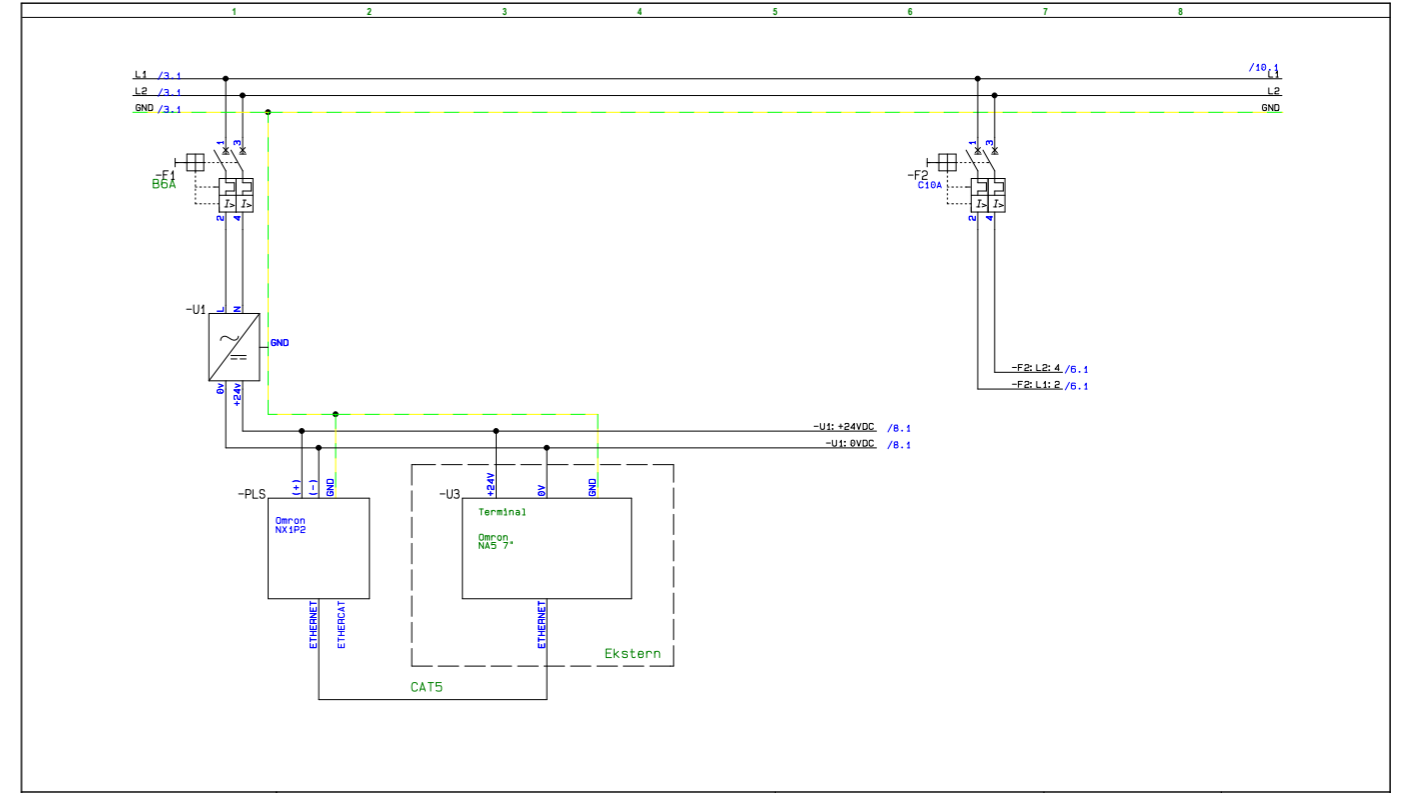 1 2 3 4 5 6 7 8
/10.1
L1 /3.1 L1
L2 /3.1 L2
GND /3.1 GND
1 3 1 3
-F1 -F2
B6A C10A
I> I> I> I>
2 4 2 4
-U1 L N
GND
-F2: L2: 4 /6.1
-F2: L1: 2 /6.1
0v +24v
-U1: +24VDC /8.1
-U1: 0VDC /8.1
-PLS (+) (-) GND -U3 +24V 0V GND
Terminal
Omron
NX1P2
Omron
NA5 7"
ETHERNET ETHERCAT ETHERNET
Ekstern
CAT5